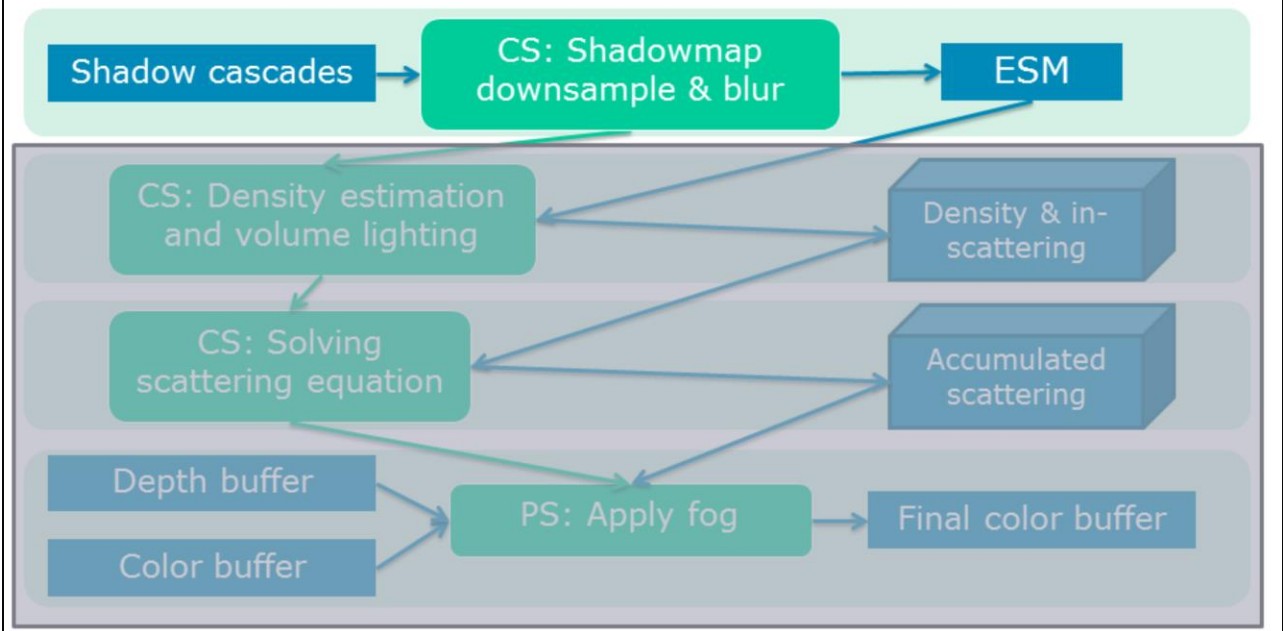 Shadow cascades
CS: Shadowmap
downsample & blur
ESM
CS: Density estimation
and volume lighting
Density & in-
scattering
CS: Solving
scattering equation
Accumulated
scattering
Depth buffer
Color buffer
PS: Apply fog
Final color buffer